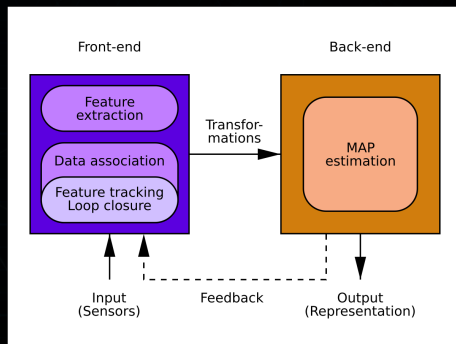 Front-end
Back-end
Feature
extraction
Data association
Feature tracking
Loop closure
Transfor-
mations
MAP
estimation
Input
(Sensors)
Feedback
Output
(Representation)